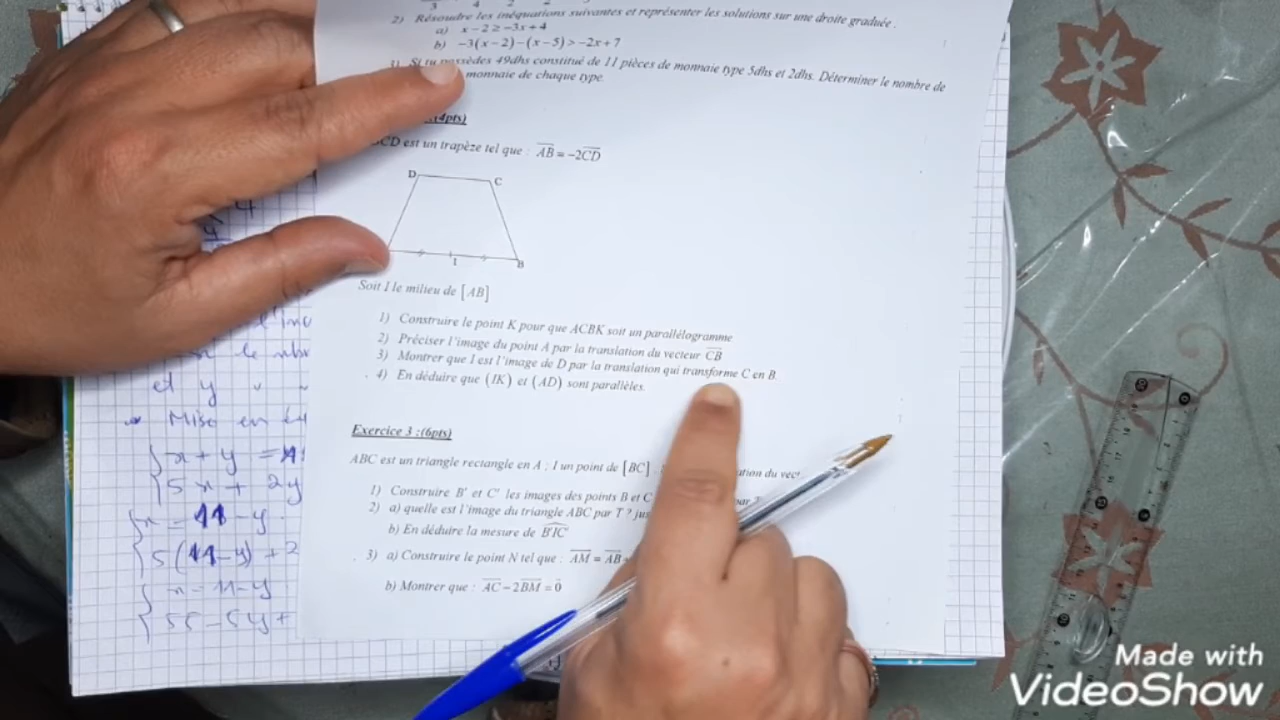 2) Résoudre les inéquations suivantes et représenter les solutions sur une droite graduée .
a) x − 2 ≥ −3x + 4
b) −3(x − 2) − (x − 5) > −2x + 7
Si tu possèdes 49dhs constitué de 11 pièces de monnaie type 5dhs et 2dhs. Déterminer le nombre de
monnaie de chaque type.
(4pts)
BCD est un trapèze tel que : AB = −2CD
D
C
I
B
Soit I le milieu de [AB]
1) Construire le point K pour que ACBK soit un parallélogramme
2) Préciser l'image du point A par la translation du vecteur CB
3) Montrer que I est l'image de D par la translation qui transforme C en B.
4) En déduire que (IK) et (AD) sont parallèles.
Exercice 3 :(6pts)
ABC est un triangle rectangle en A ; I un point de [BC]
1) Construire B' et C' les images des points B et C
2) a) quelle est l'image du triangle ABC par T ?
b) En déduire la mesure de B'IC'
3) a) Construire le point N tel que : AM = AB
b) Montrer que : AC − 2BM = 0
et y
x + y =
5x + 2y
x = 11 − y
5(11 − y) + 2
x = 11 − y
55 − 5y +
Made with
VideoShow